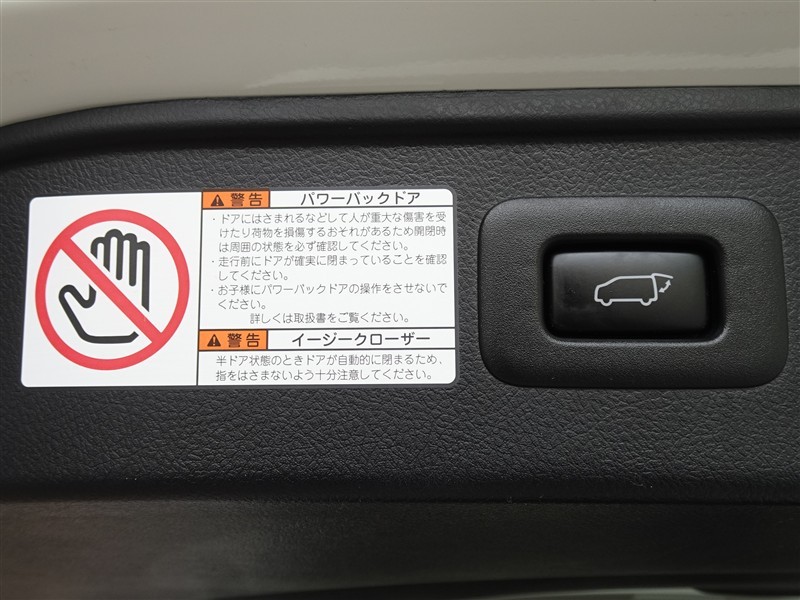 警告 パワーバックドア
・ドアにはさまれるなどして人が重大な傷害を受
けたり荷物を損傷するおそれがあるため開閉時
は周囲の状態を必ず確認してください。
・走行前にドアが確実に閉まっていることを確認
してください。
・お子様にパワーバックドアの操作をさせないで
ください。
詳しくは取扱書をご覧ください。
警告 イージークローザー
半ドア状態のときドアが自動的に閉まるため、
指をはさまないよう十分注意してください。